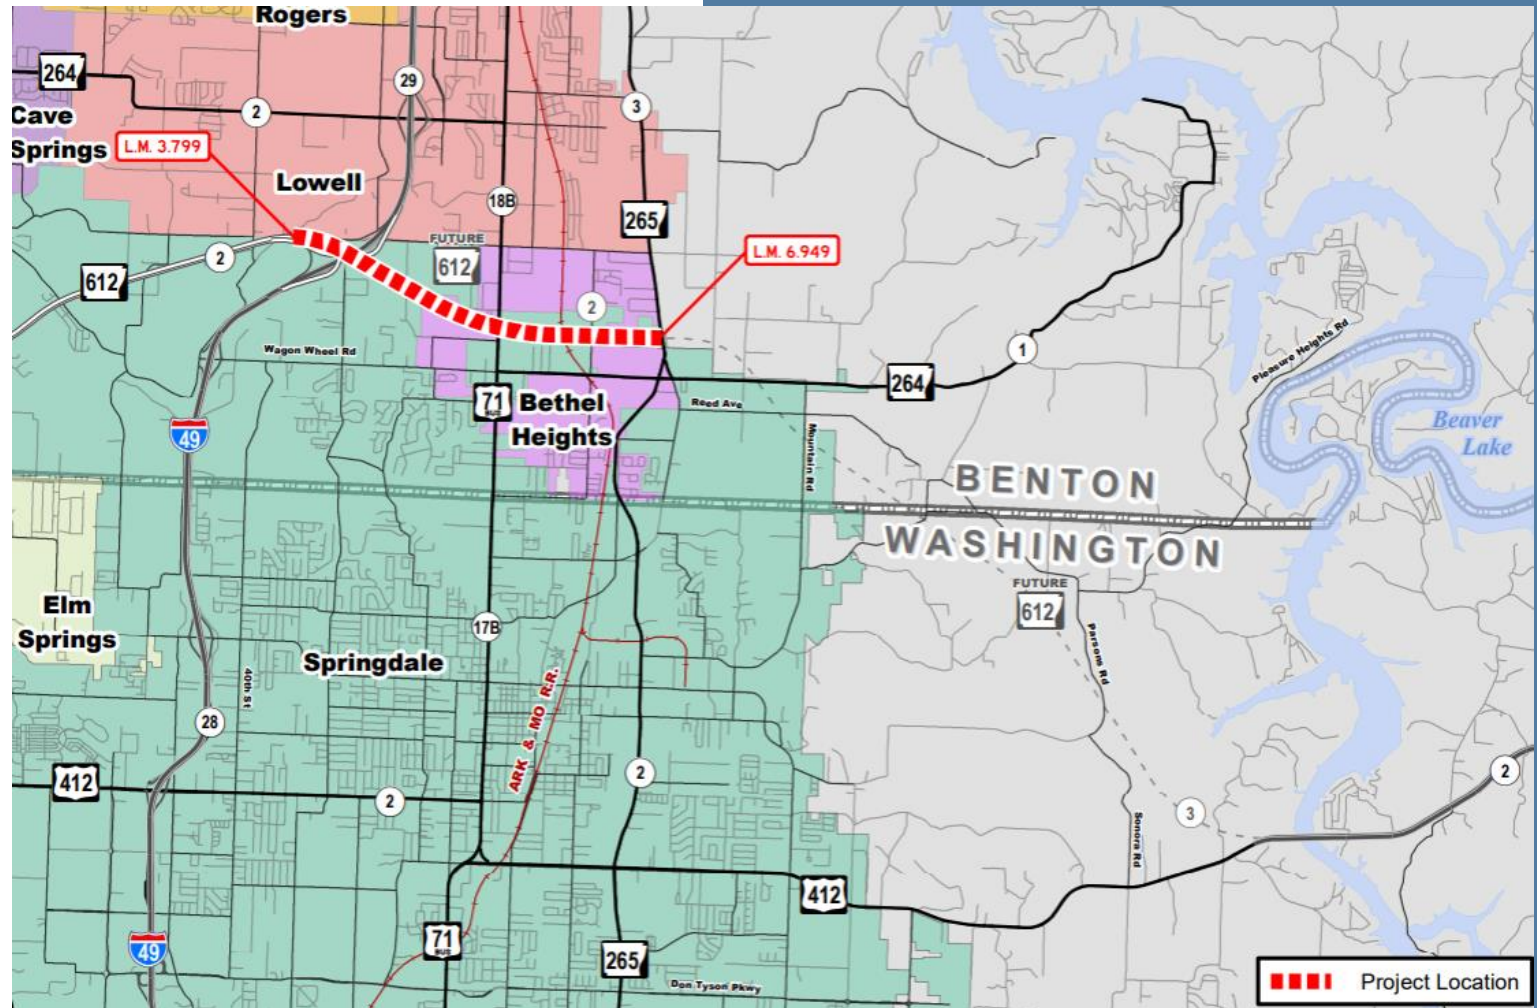 Rogers
264
29
2
3
Cave
Springs
L.M. 3.799
Lowell
18B
265
FUTURE
612
L.M. 6.949
2
612
2
Wagon Wheel Rd
1
Pleasure Heights Rd
264
71
BUS
Bethel
Heights
Reed Ave
49
Mountain Rd
Beaver
Lake
BENTON
WASHINGTON
FUTURE
612
Elm
Springs
17B
Springdale
40th St
Parsons Rd
ARK & MO R.R.
28
412
2
2
3
2
Sonora Rd
412
71
BUS
49
265
Don Tyson Pkwy
Project Location